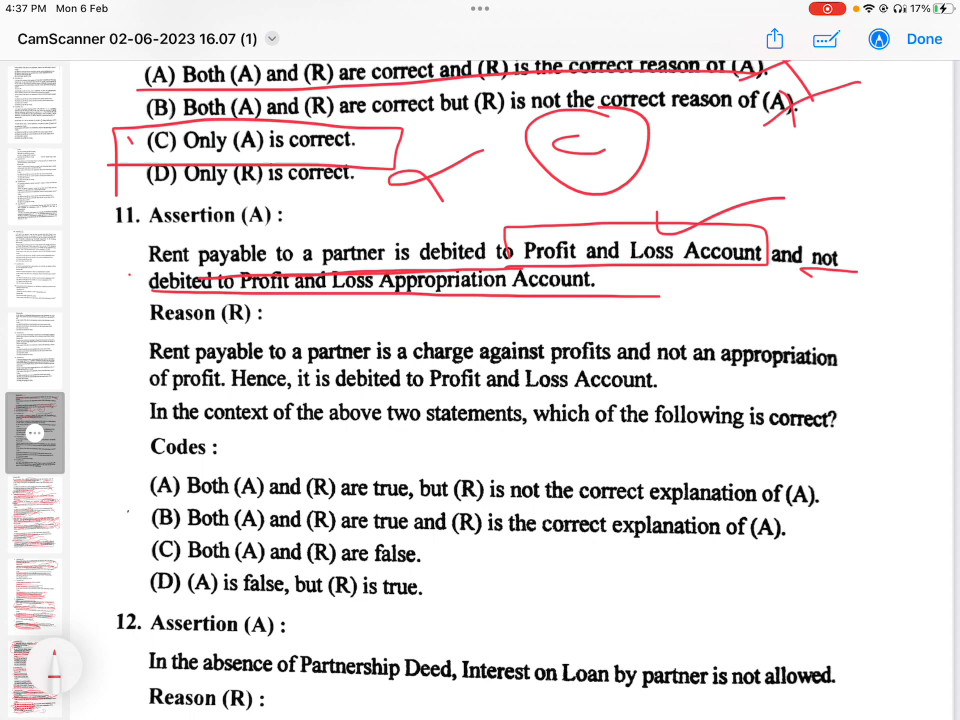 4:37 PM Mon 6 Feb
17%
CamScanner 02-06-2023 16.07 (1)
Done
(A) Both (A) and (R) are correct and (R) is the correct reason of (A).
(B) Both (A) and (R) are correct but (R) is not the correct reason of (A).
(C) Only (A) is correct.
C
(D) Only (R) is correct.
11. Assertion (A) :
Rent payable to a partner is debited to Profit and Loss Account and not
debited to Profit and Loss Appropriation Account.
Reason (R) :
Rent payable to a partner is a charge against profits and not an appropriation
of profit. Hence, it is debited to Profit and Loss Account.
In the context of the above two statements, which of the following is correct?
Codes :
(A) Both (A) and (R) are true, but (R) is not the correct explanation of (A).
(B) Both (A) and (R) are true and (R) is the correct explanation of (A).
(C) Both (A) and (R) are false.
(D) (A) is false, but (R) is true.
12. Assertion (A) :
In the absence of Partnership Deed, Interest on Loan by partner is not allowed.
Reason (R) :